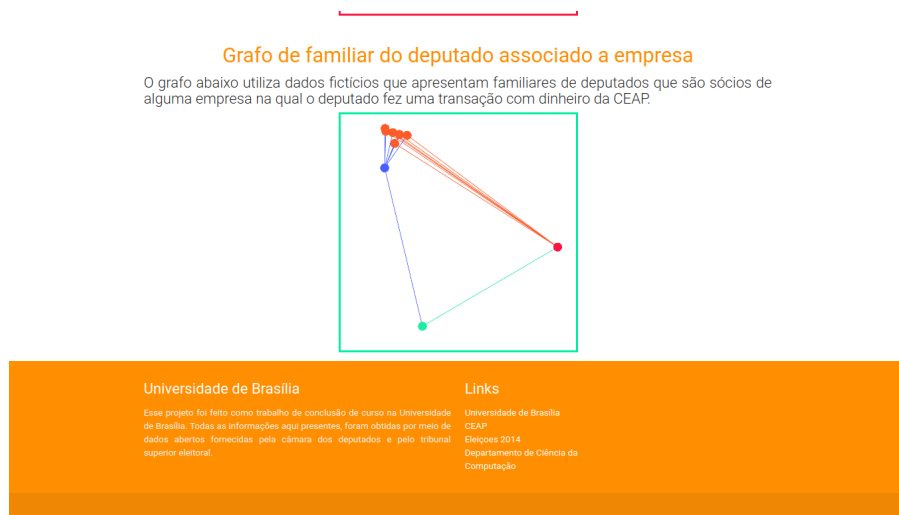 Grafo de familiar do deputado associado a empresa
O grafo abaixo utiliza dados fictícios que apresentam familiares de deputados que são sócios de
alguma empresa na qual o deputado fez uma transação com dinheiro da CEAP.
Universidade de Brasília
Esse projeto foi feito como trabalho de conclusão de curso na Universidade
de Brasília. Todas as informações aqui presentes, foram obtidas por meio de
dados abertos fornecidas pela câmara dos deputados e pelo tribunal
superior eleitoral.
Links
Universidade de Brasília
CEAP
Eleiçoes 2014
Departamento de Ciência da
Computação